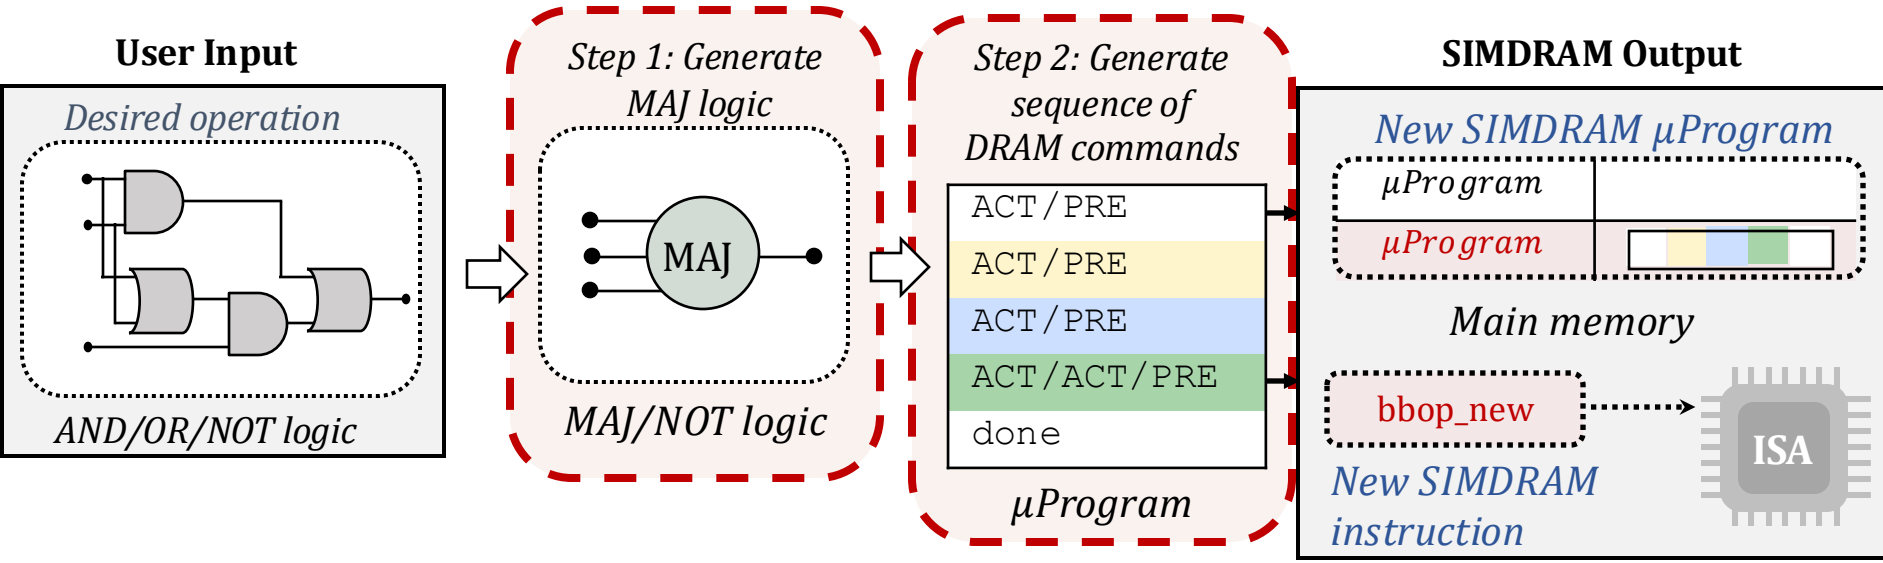 User Input
Desired operation
AND/OR/NOT logic
Step 1: Generate
MAJ logic
MAJ
MAJ/NOT logic
Step 2: Generate
sequence of
DRAM commands
ACT/PRE
ACT/PRE
ACT/PRE
ACT/ACT/PRE
done
μProgram
SIMDRAM Output
New SIMDRAM μProgram
μProgram
μProgram
Main memory
bbop_new
ISA
New SIMDRAM
instruction